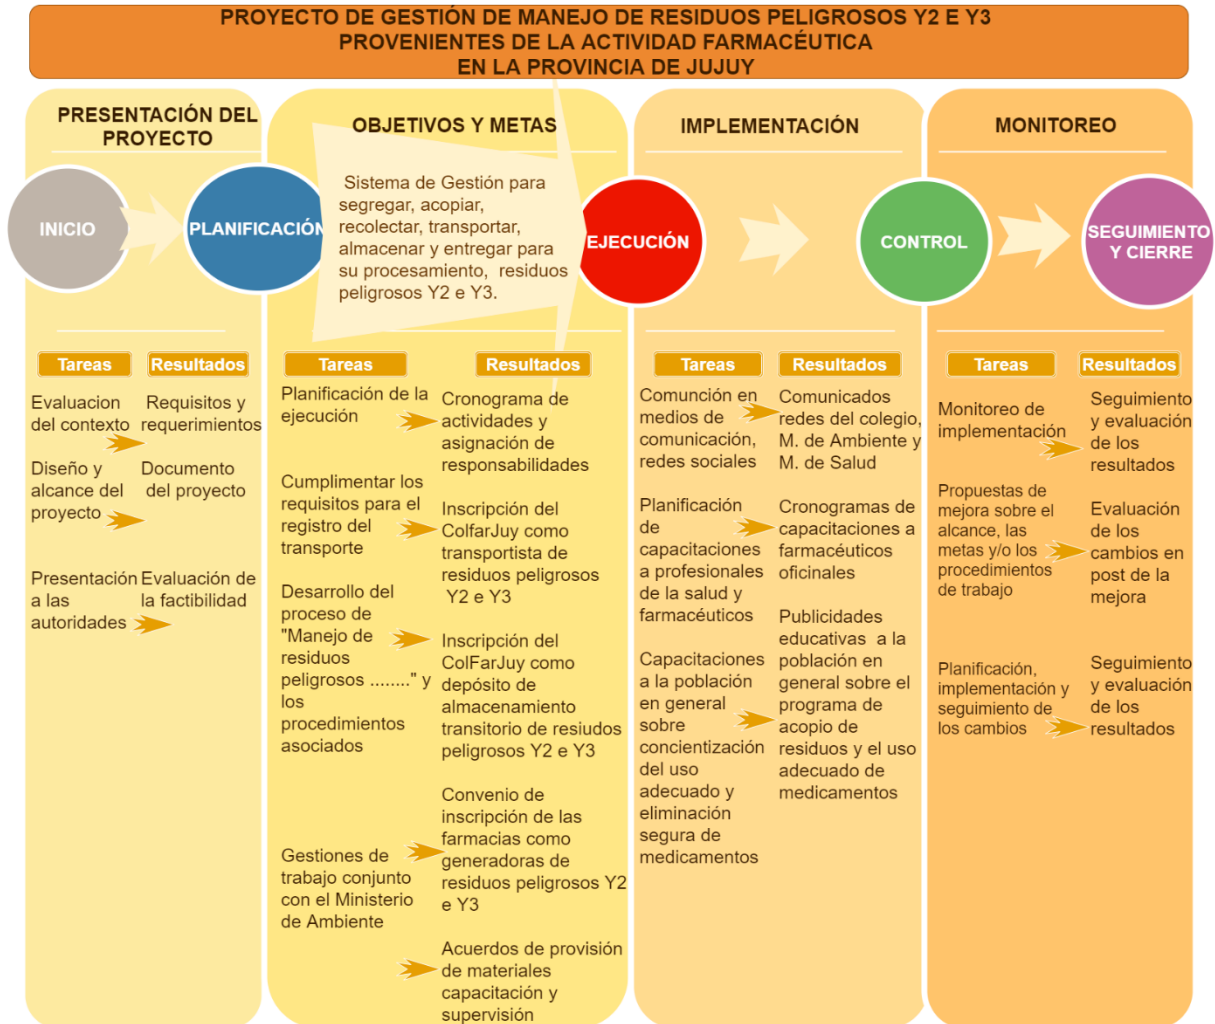 PROYECTO DE GESTIÓN DE MANEJO DE RESIDUOS PELIGROSOS Y2 E Y3
PROVENIENTES DE LA ACTIVIDAD FARMACÉUTICA
EN LA PROVINCIA DE JUJUY
PRESENTACIÓN DEL
PROYECTO
INICIO
PLANIFICACIÓN
Tareas
Resultados
Evaluacion
del contexto
Requisitos y
requerimientos
Diseño y
alcance del
proyecto
Documento
del proyecto
Presentación
a las
autoridades
Evaluación de
la factibilidad
OBJETIVOS Y METAS
Sistema de Gestión para
segregar, acopiar,
recolectar, transportar,
almacenar y entregar para
su procesamiento, residuos
peligrosos Y2 e Y3.
EJECUCIÓN
Tareas
Resultados
Planificación de la
ejecución
Cronograma de
actividades y
asignación de
responsabilidades
Cumplimentar los
requisitos para el
registro del
transporte
Inscripción del
ColfarJuy como
transportista de
residuos peligrosos
Y2 e Y3
Desarrollo del
proceso de
"Manejo de
residuos
peligrosos ........" y
los
procedimientos
asociados
Inscripción del
ColFarJuy como
depósito de
almacenamiento
transitorio de resiudos
peligrosos Y2 e Y3
Gestiones de
trabajo conjunto
con el Ministerio
de Ambiente
Convenio de
inscripción de las
farmacias como
generadoras de
residuos peligrosos Y2
e Y3
Acuerdos de provisión
de materiales
capacitación y
supervisión
IMPLEMENTACIÓN
CONTROL
Tareas
Resultados
Comunción en
medios de
comunicación,
redes sociales
Comunicados
redes del colegio,
M. de Ambiente y
M. de Salud
Planificación
de
capacitaciones
a profesionales
de la salud y
farmacéuticos
Cronogramas de
capacitaciones a
farmacéuticos
oficinales
Capacitaciones
a la población
en general
sobre
concientización
del uso
adecuado y
eliminación
segura de
medicamentos
Publicidades
educativas a la
población en
general sobre el
programa de
acopio de
residuos y el uso
adecuado de
medicamentos
MONITOREO
SEGUIMIENTO
Y CIERRE
Tareas
Resultados
Monitoreo de
implementación
Seguimiento
y evaluación
de los
resultados
Propuestas de
mejora sobre el
alcance, las
metas y/o los
procedimientos
de trabajo
Evaluación
de los
cambios en
post de la
mejora
Planificación,
implementación y
seguimiento de
los cambios
Seguimiento
y evaluación
de los
resultados